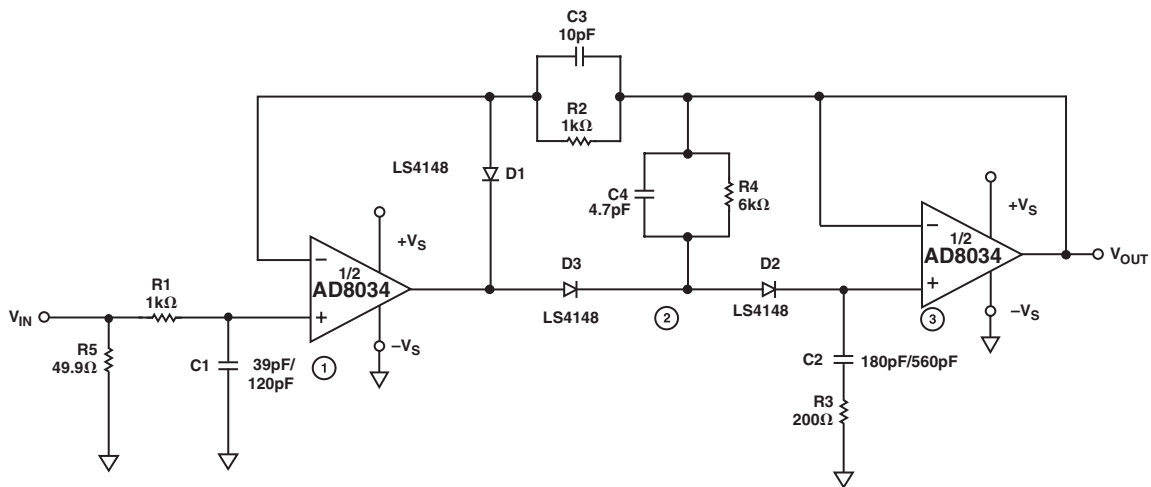 C3
10pF
R2
1kΩ
LS4148
D1
C4
4.7pF
R4
6kΩ
+VS
+VS
−
1/2
AD8034
+
−VS
−
1/2
AD8034
+
−VS
VOUT
D3
LS4148
2
D2
LS4148
3
R1
1kΩ
VIN
R5
49.9Ω
C1
39pF/
120pF
1
C2
180pF/560pF
R3
200Ω